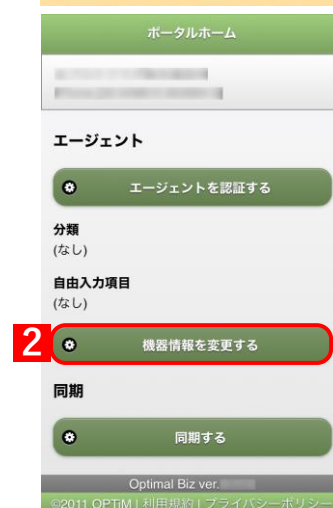 ポータルホーム
エージェント
エージェントを認証する
分類
(なし)
自由入力項目
(なし)
2
機器情報を変更する
同期
同期する
Optimal Biz ver.
©2011 OPTiM | 利用規約 | プライバシーポリシー